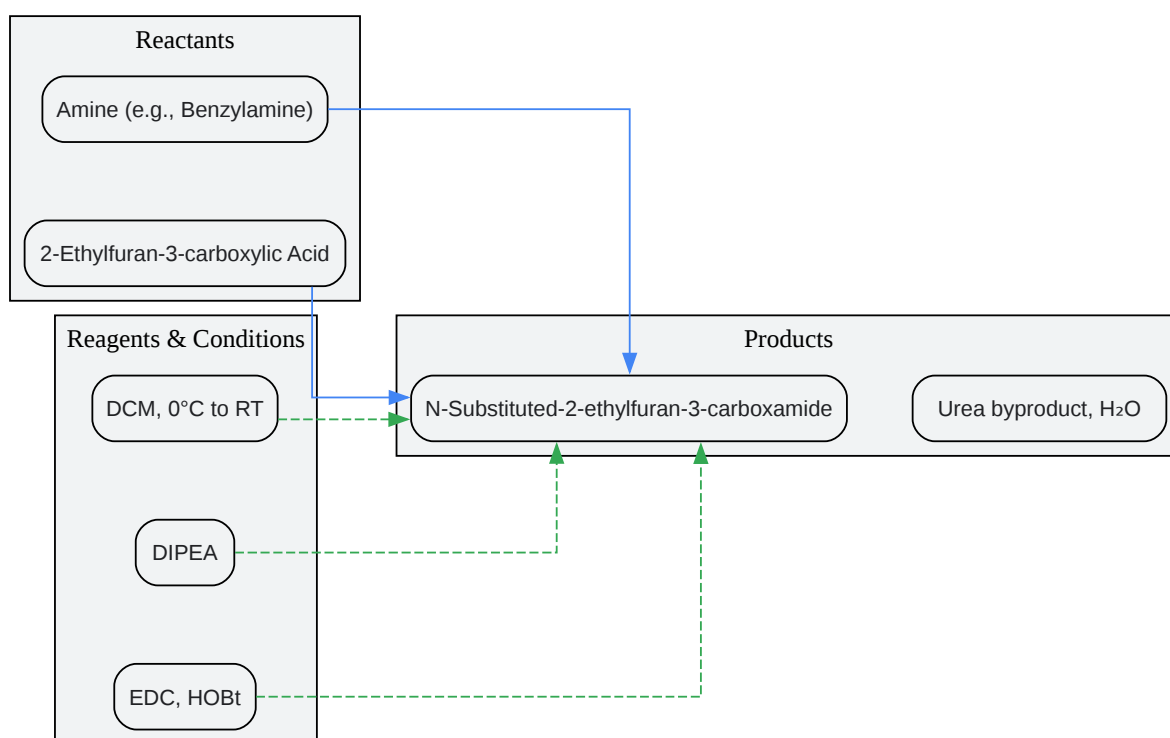 Reactants
Amine (e.g., Benzylamine)
2-Ethylfuran-3-carboxylic Acid
Reagents & Conditions
DCM, 0°C to RT
DIPEA
EDC, HOBt
Products
N-Substituted-2-ethylfuran-3-carboxamide
Urea byproduct, H₂O